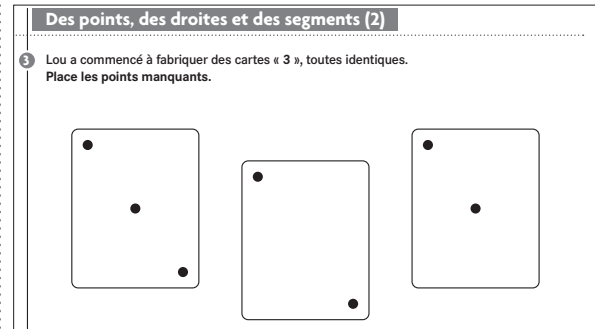 Des points, des droites et des segments (2)
3 Lou a commencé à fabriquer des cartes « 3 », toutes identiques.
Place les points manquants.